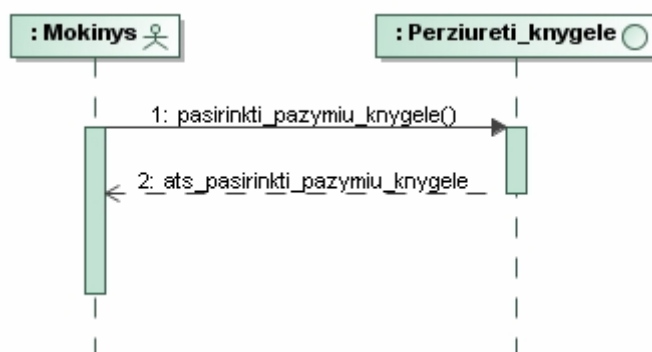 : Mokinys
: Perziureti_knygele
1: pasirinkti_pazymiu_knygele()
2: ats_pasirinkti_pazymiu_knygele